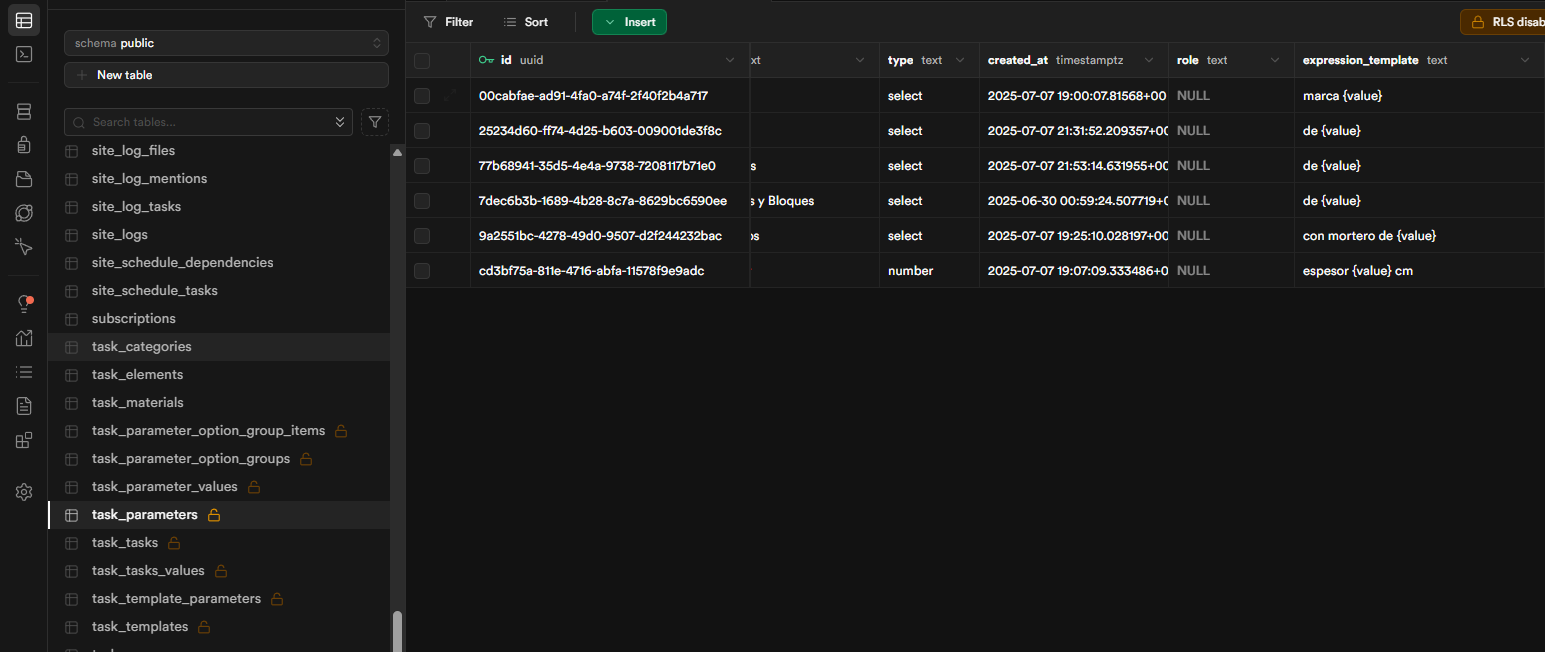 Filter Sort Insert RLS disab
schema public
New table
Search tables...
site_log_files
site_log_mentions
site_log_tasks
site_logs
site_schedule_dependencies
site_schedule_tasks
subscriptions
task_categories
task_elements
task_materials
task_parameter_option_group_items
task_parameter_option_groups
task_parameter_values
task_parameters
task_tasks
task_tasks_values
task_template_parameters
task_templates
id uuid xt type text created_at timestamptz role text expression_template text
00cabfae-ad91-4fa0-a74f-2f40f2b4a717 select 2025-07-07 19:00:07.81568+00 NULL marca {value}
25234d60-ff74-4d25-b603-009001de3f8c select 2025-07-07 21:31:52.209357+00 NULL de {value}
77b68941-35d5-4e4a-9738-7208117b71e0 s select 2025-07-07 21:53:14.631955+00 NULL de {value}
7dec6b3b-1689-4b28-8c7a-8629bc6590ee s y Bloques select 2025-06-30 00:59:24.507719+0 NULL de {value}
9a2551bc-4278-49d0-9507-d2f244232bac os select 2025-07-07 19:25:10.028197+00 NULL con mortero de {value}
cd3bf75a-811e-4716-abfa-11578f9e9adc number 2025-07-07 19:07:09.333486+0 NULL espesor {value} cm